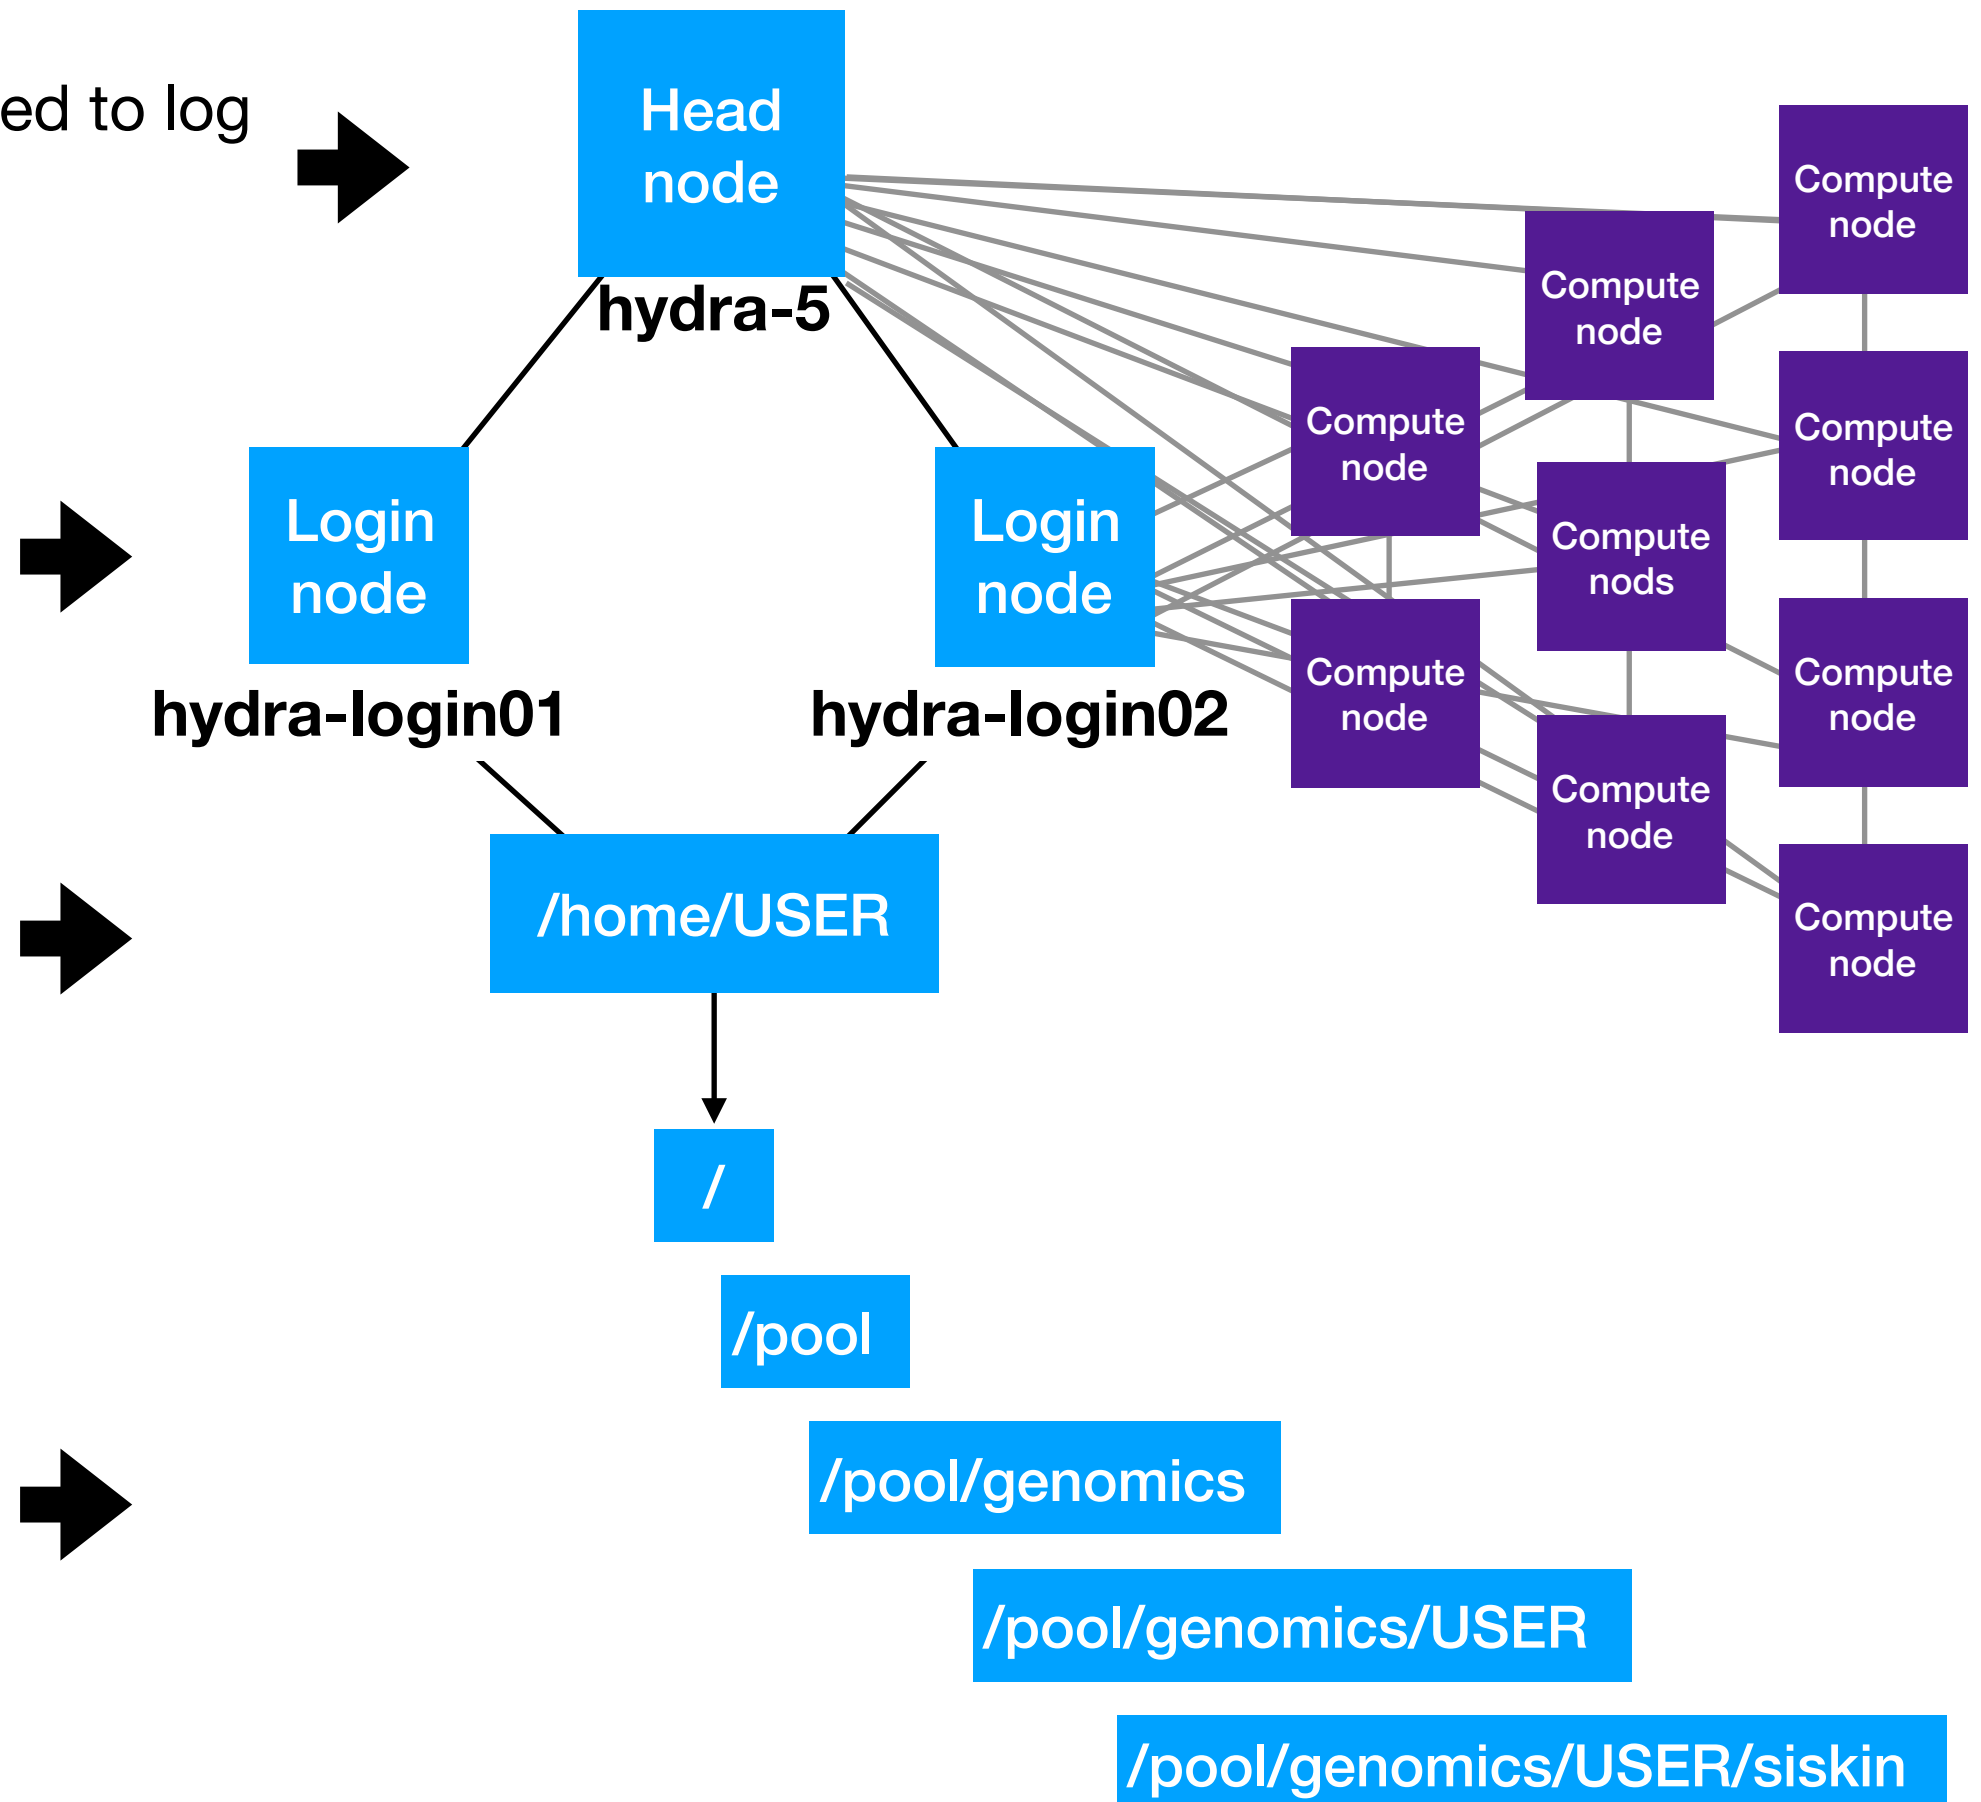 ed to log
Head
node
hydra-5
Compute
node
Compute
node
Compute
node
Compute
node
Compute
nods
Compute
node
Compute
node
Compute
node
Compute
node
Login
node
hydra-login01
Login
node
hydra-login02
/home/USER
/
/pool
/pool/genomics
/pool/genomics/USER
/pool/genomics/USER/siskin